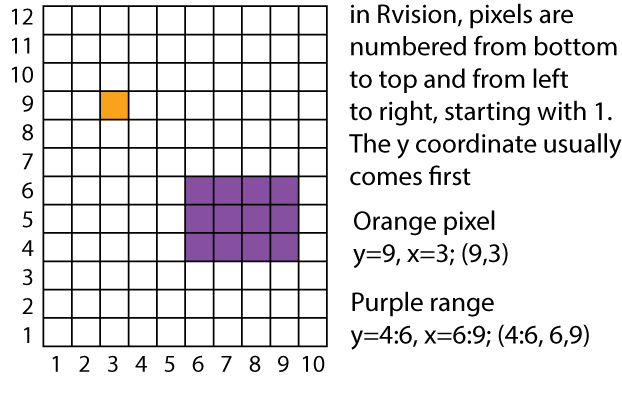 12
11
10
9
8
7
6
5
4
3
2
1
1 2 3 4 5 6 7 8 9 10
in Rvision, pixels are
numbered from bottom
to top and from left
to right, starting with 1.
The y coordinate usually
comes first
Orange pixel
y=9, x=3; (9,3)
Purple range
y=4:6, x=6:9; (4:6, 6,9)